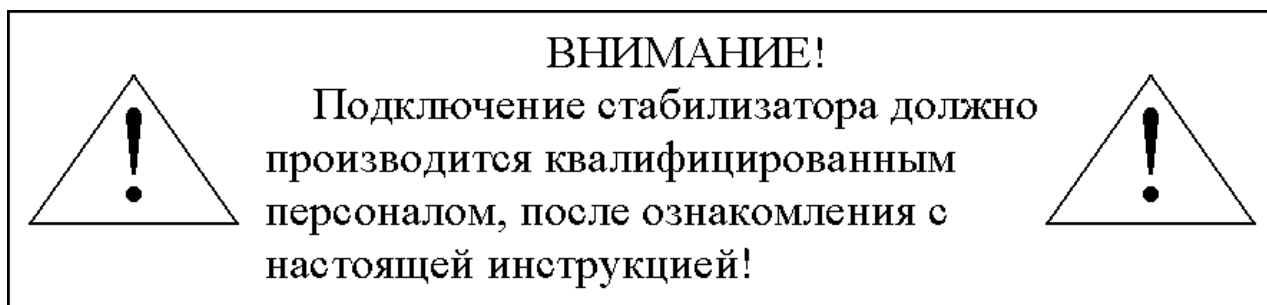 ВНИМАНИЕ!
Подключение стабилизатора должно
производится квалифицированным
персоналом, после ознакомления с
настоящей инструкцией!